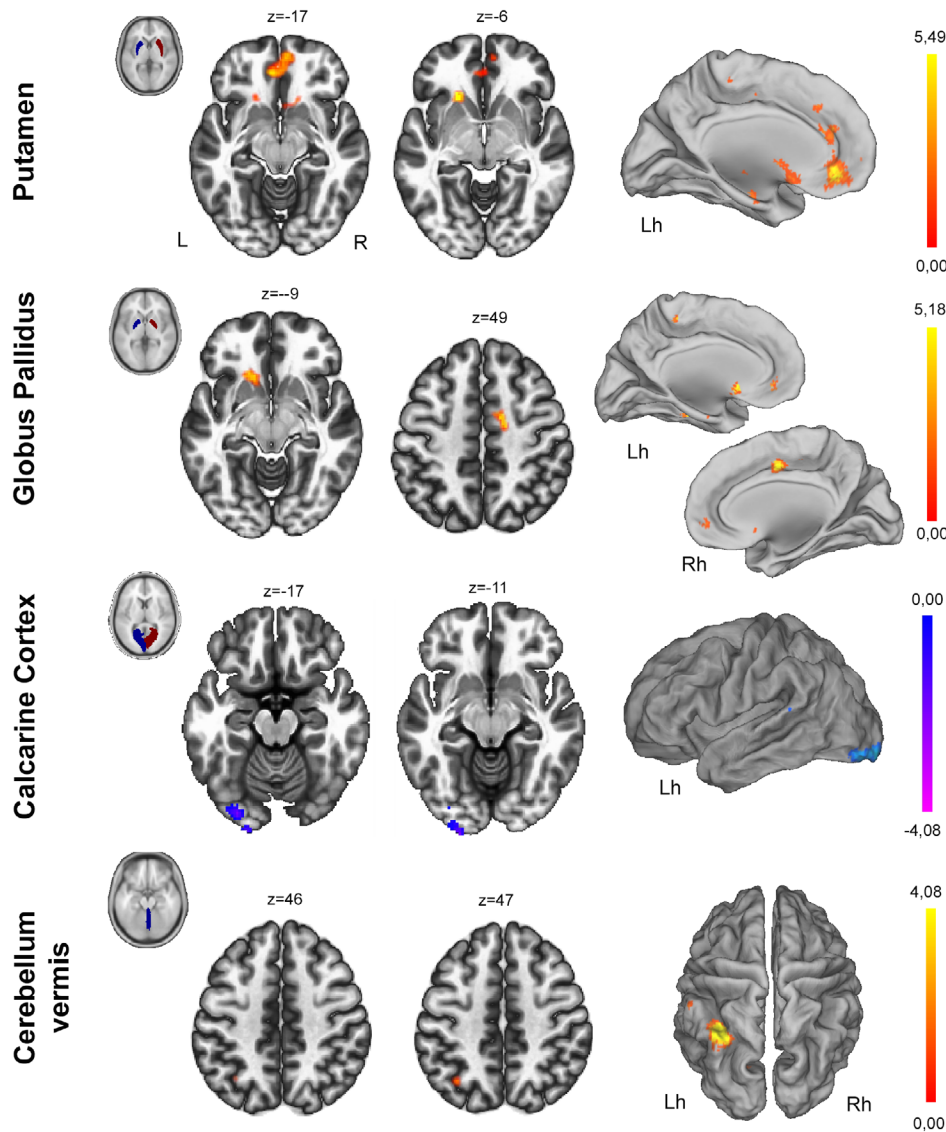 Putamen
z=-17
z=-6
5,49
L
R
Lh
0,00
Globus Pallidus
z=--9
z=49
5,18
Lh
Rh
0,00
Calcarine Cortex
z=-17
z=-11
0,00
Lh
-4,08
Cerebellum
vermis
z=46
z=47
4,08
Lh
Rh
0,00